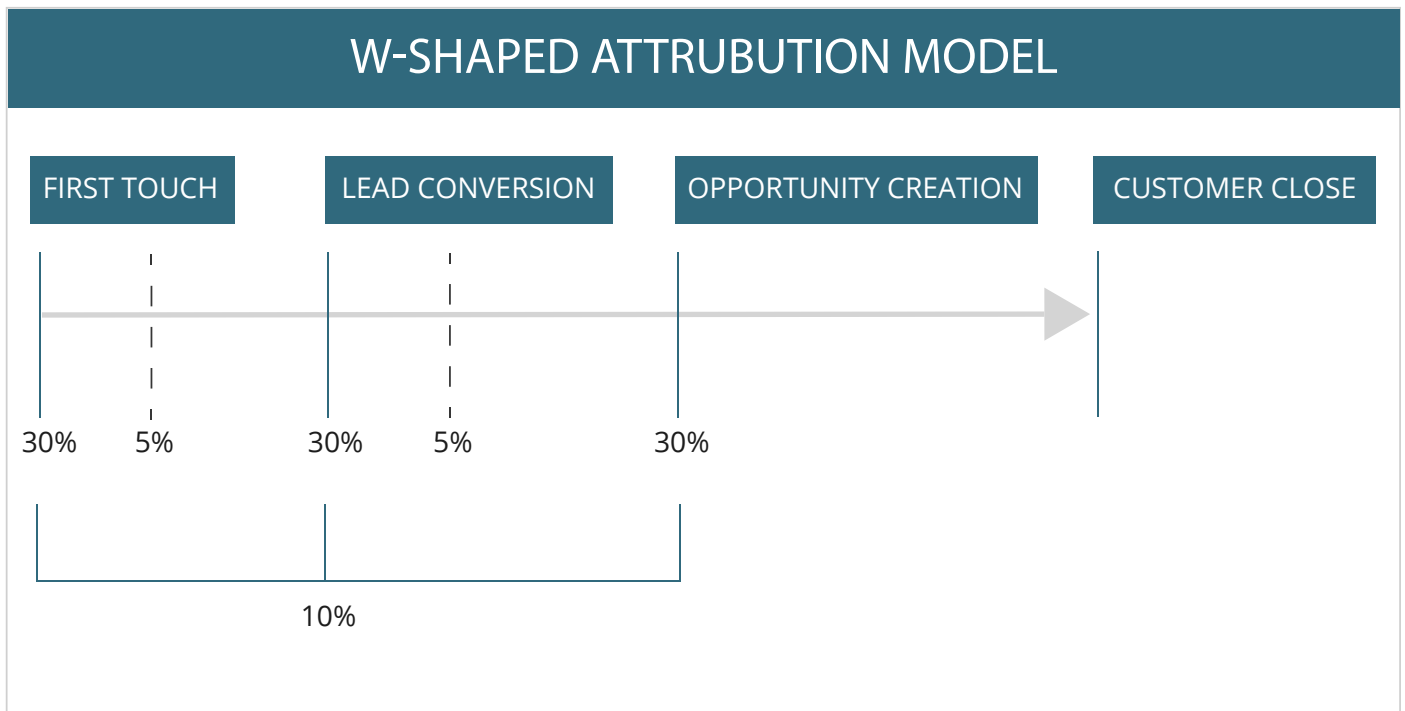 W-SHAPED ATTRUBUTION MODEL
FIRST TOUCH
LEAD CONVERSION
OPPORTUNITY CREATION
CUSTOMER CLOSE
30%
5%
30%
5%
30%
10%